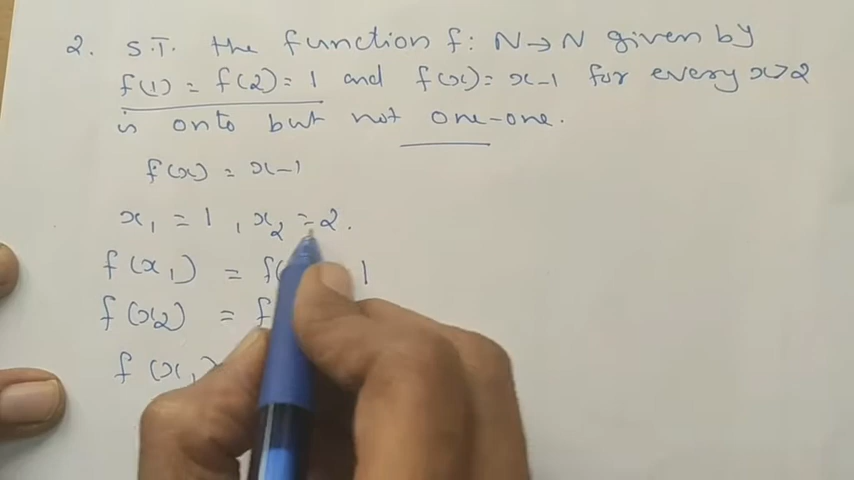 2. S.T. the function f: N→N given by
f(1) = f(2) = 1 and f(x) = x-1 for every x>2
is onto but not one-one.
f(x) = x-1
x₁ = 1, x₂ = 2.
f(x₁) = f( 1
f(x₂) = f
f(x₁)